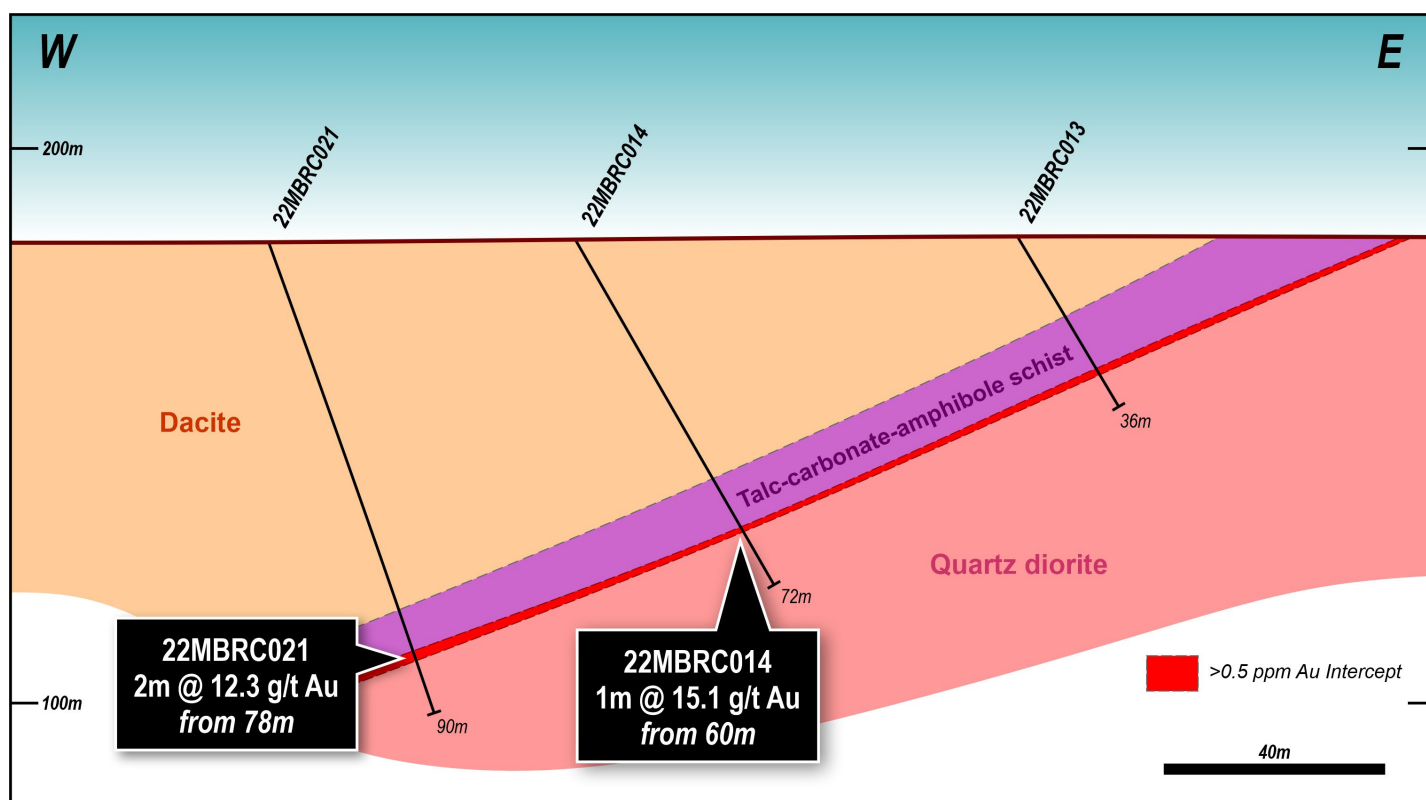 W
E
200m
22MBRC021
22MBRC014
22MBRC013
Dacite
Talc-carbonate-amphibole schist
36m
Quartz diorite
72m
22MBRC021
2m @ 12.3 g/t Au
from 78m
22MBRC014
1m @ 15.1 g/t Au
from 60m
>0.5 ppm Au Intercept
100m
90m
40m